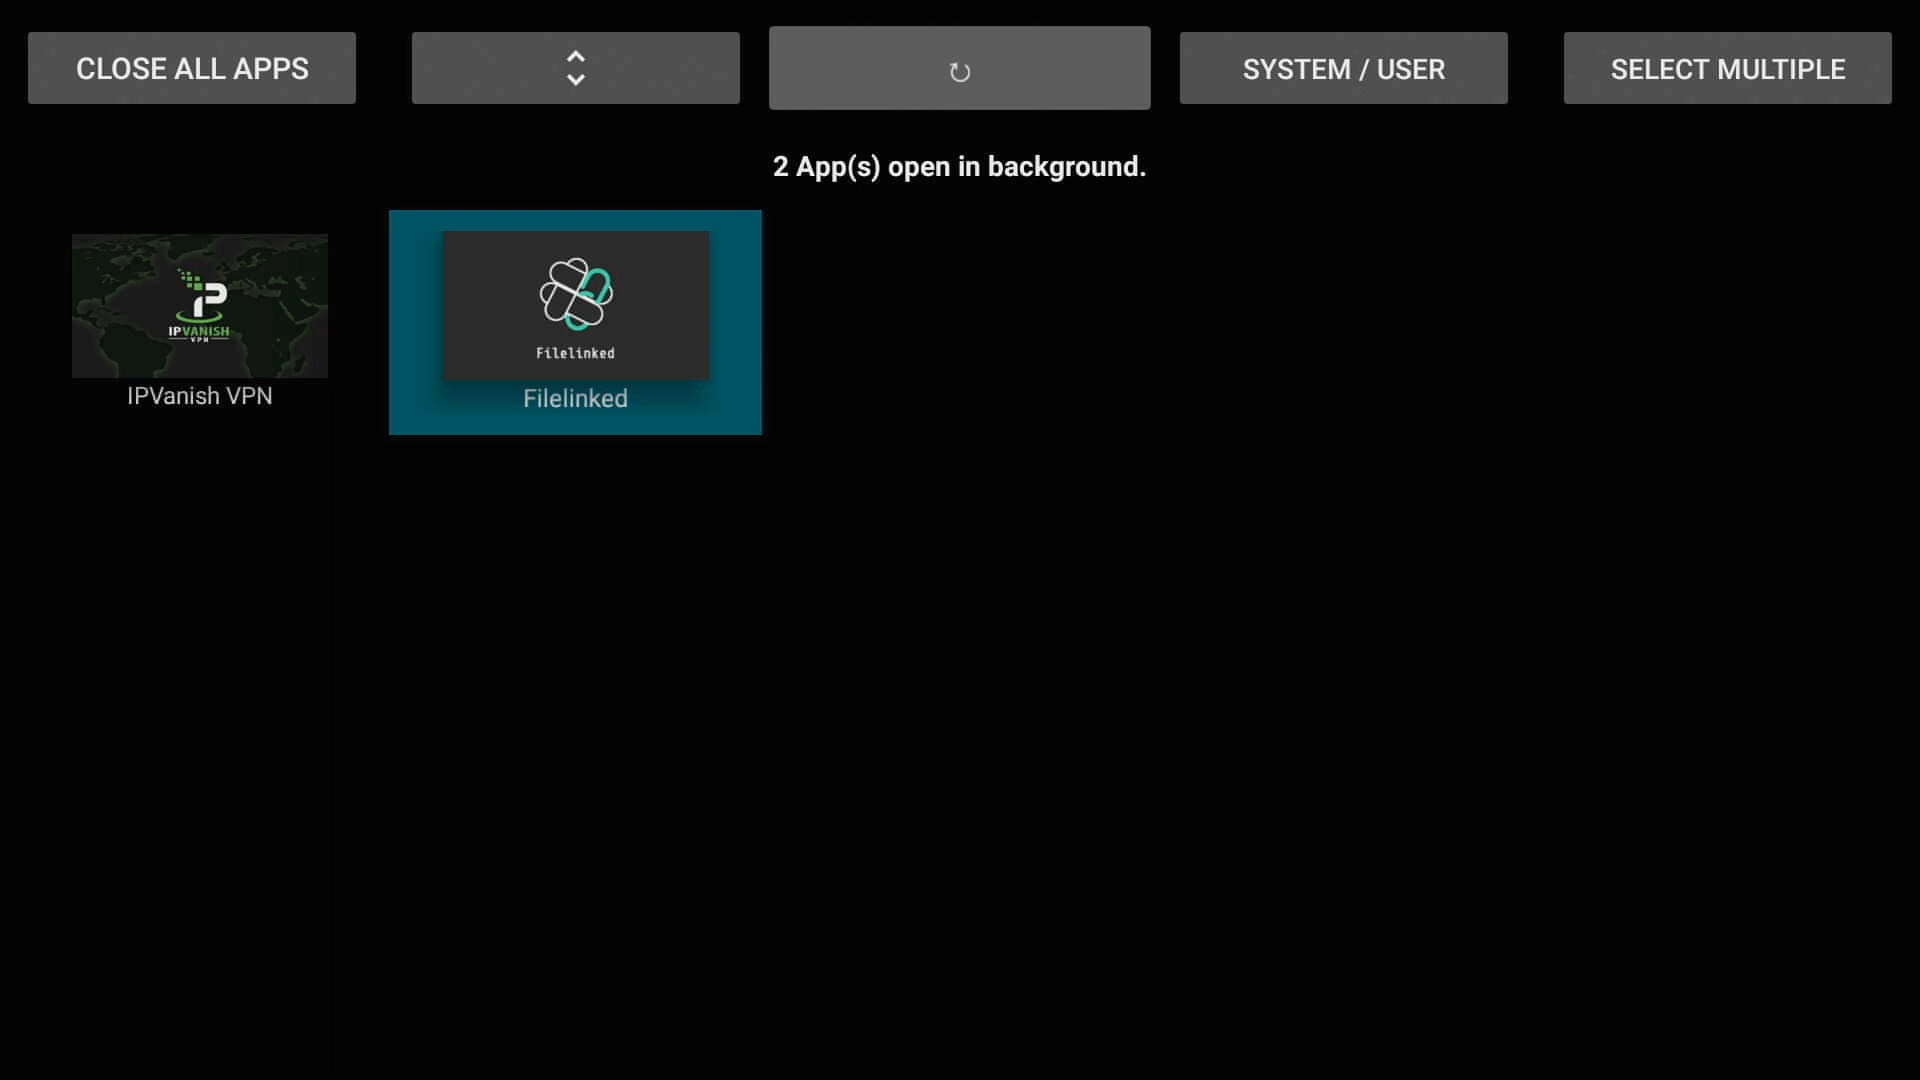 CLOSE ALL APPS
SYSTEM / USER
SELECT MULTIPLE
2 App(s) open in background.
IPVANISH
VPN
IPVanish VPN
Filelinked
Filelinked